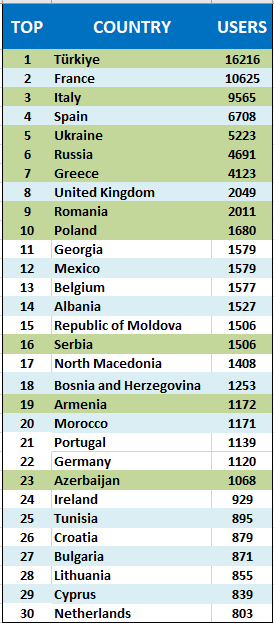 TOP COUNTRY USERS
1 Türkiye 16216
2 France 10625
3 Italy 9565
4 Spain 6708
5 Ukraine 5223
6 Russia 4691
7 Greece 4123
8 United Kingdom 2049
9 Romania 2011
10 Poland 1680
11 Georgia 1579
12 Mexico 1579
13 Belgium 1577
14 Albania 1527
15 Republic of Moldova 1506
16 Serbia 1506
17 North Macedonia 1408
18 Bosnia and Herzegovina 1253
19 Armenia 1172
20 Morocco 1171
21 Portugal 1139
22 Germany 1120
23 Azerbaijan 1068
24 Ireland 929
25 Tunisia 895
26 Croatia 879
27 Bulgaria 871
28 Lithuania 855
29 Cyprus 839
30 Netherlands 803